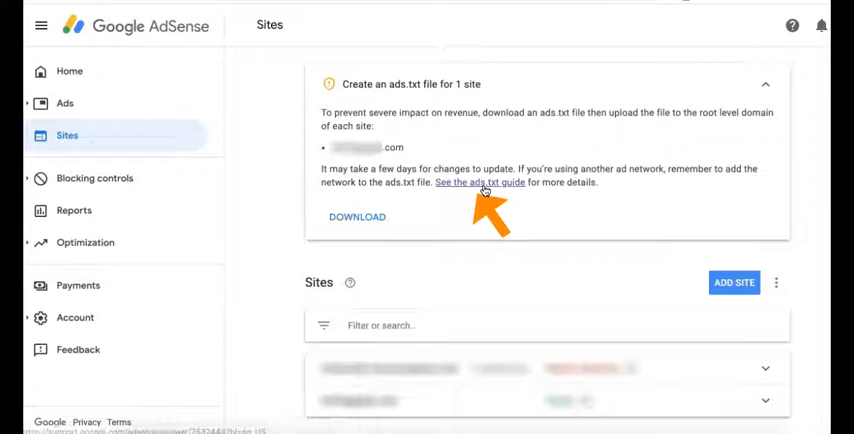 Google AdSense
Sites
Home
Ads
Sites
Blocking controls
Reports
Optimization
Payments
Account
Feedback
Google Privacy Terms
Create an ads.txt file for 1 site
To prevent severe impact on revenue, download an ads.txt file then upload the file to the root level domain
of each site:
• .com
It may take a few days for changes to update. If you're using another ad network, remember to add the
network to the ads.txt file. See the ads.txt guide for more details.
DOWNLOAD
Sites
ADD SITE
Filter or search...